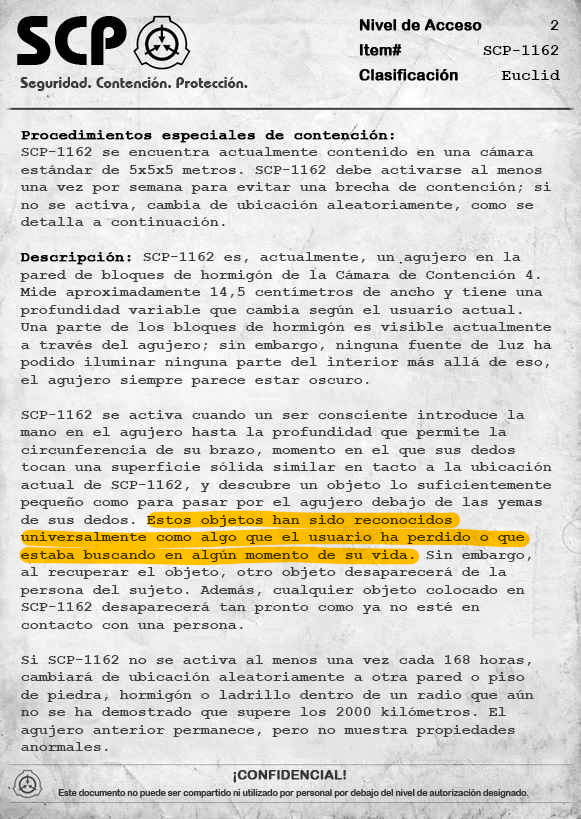 SCP
Seguridad. Contención. Protección.
Nivel de Acceso 2
Item# SCP-1162
Clasificación Euclid
Procedimientos especiales de contención:
SCP-1162 se encuentra actualmente contenido en una cámara
estándar de 5x5x5 metros. SCP-1162 debe activarse al menos
una vez por semana para evitar una brecha de contención; si
no se activa, cambia de ubicación aleatoriamente, como se
detalla a continuación.
Descripción: SCP-1162 es, actualmente, un agujero en la
pared de bloques de hormigón de la Cámara de Contención 4.
Mide aproximadamente 14,5 centímetros de ancho y tiene una
profundidad variable que cambia según el usuario actual.
Una parte de los bloques de hormigón es visible actualmente
a través del agujero; sin embargo, ninguna fuente de luz ha
podido iluminar ninguna parte del interior más allá de eso,
el agujero siempre parece estar oscuro.
SCP-1162 se activa cuando un ser consciente introduce la
mano en el agujero hasta la profundidad que permite la
circunferencia de su brazo, momento en el que sus dedos
tocan una superficie sólida similar en tacto a la ubicación
actual de SCP-1162, y descubre un objeto lo suficientemente
pequeño como para pasar por el agujero debajo de las yemas
de sus dedos. Estos objetos han sido reconocidos
universalmente como algo que el usuario ha perdido o que
estaba buscando en algún momento de su vida. Sin embargo,
al recuperar el objeto, otro objeto desaparecerá de la
persona del sujeto. Además, cualquier objeto colocado en
SCP-1162 desaparecerá tan pronto como ya no esté en
contacto con una persona.
Si SCP-1162 no se activa al menos una vez cada 168 horas,
cambiará de ubicación aleatoriamente a otra pared o piso
de piedra, hormigón o ladrillo dentro de un radio que aún
no se ha demostrado que supere los 2000 kilómetros. El
agujero anterior permanece, pero no muestra propiedades
anormales.
¡CONFIDENCIAL!
Este documento no puede ser compartido ni utilizado por personal por debajo del nivel de autorización designado.